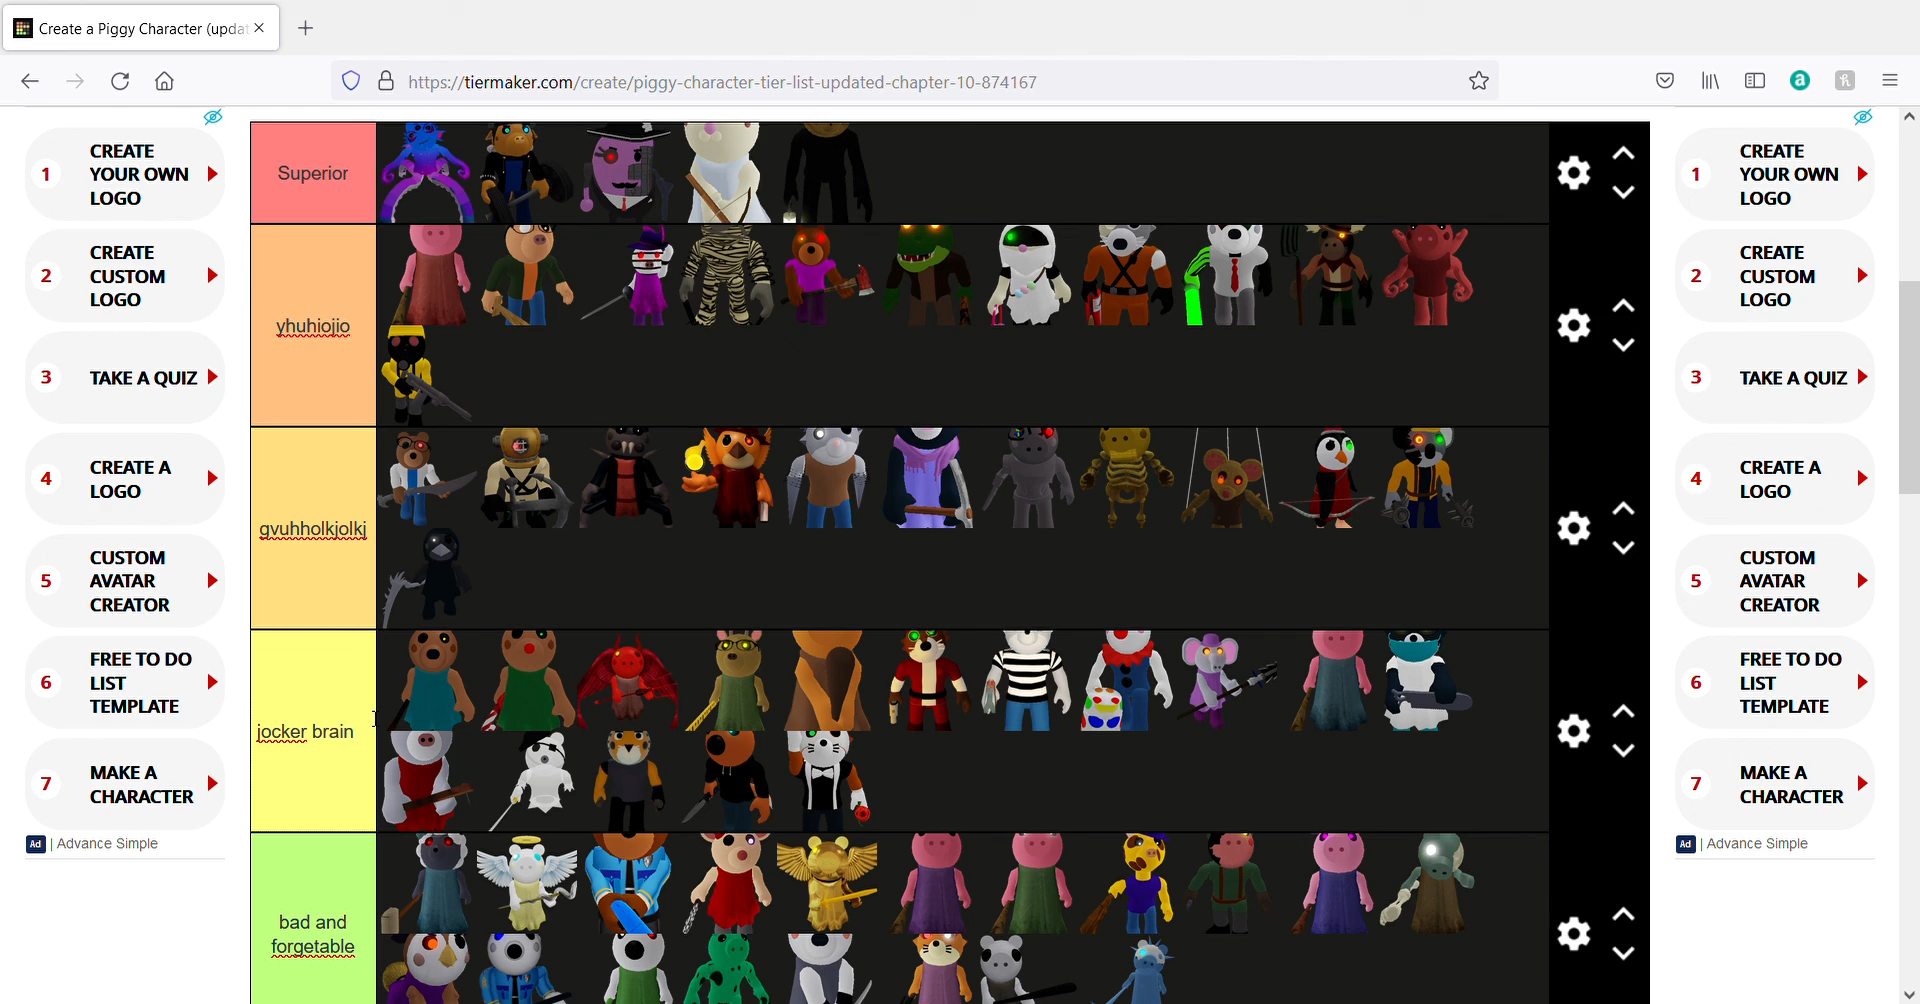 Create a Piggy Character (updat
https://tiermaker.com/create/piggy-character-tier-list-updated-chapter-10-874167
1
CREATE
YOUR OWN
LOGO
2
CREATE
CUSTOM
LOGO
3
TAKE A QUIZ
4
CREATE A
LOGO
5
CUSTOM
AVATAR
CREATOR
6
FREE TO DO
LIST
TEMPLATE
7
MAKE A
CHARACTER
Ad | Advance Simple
Superior
yhuhiojio
gvuhholkjolkj
jocker brain
bad and
forgetable
1
CREATE
YOUR OWN
LOGO
2
CREATE
CUSTOM
LOGO
3
TAKE A QUIZ
4
CREATE A
LOGO
5
CUSTOM
AVATAR
CREATOR
6
FREE TO DO
LIST
TEMPLATE
7
MAKE A
CHARACTER
Ad | Advance Simple